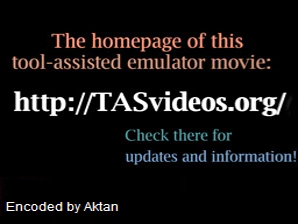 The homepage of this
tool-assisted emulator movie:
http://TASvideos.org/
Check there for
updates and information!
Encoded by Aktan